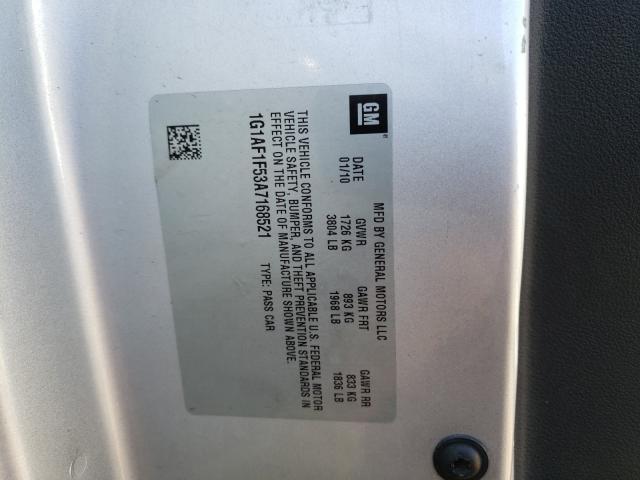 GM
MFD BY GENERAL MOTORS LLC
DATE GVWR GAWR FRT GAWR RR
01/10 1726 KG 893 KG 833 KG
3804 LB 1968 LB 1836 LB
THIS VEHICLE CONFORMS TO ALL APPLICABLE U.S. FEDERAL MOTOR
VEHICLE SAFETY, BUMPER, AND THEFT PREVENTION STANDARDS IN
EFFECT ON THE DATE OF MANUFACTURE SHOWN ABOVE.
1G1AF1F53A7168521 TYPE: PASS CAR